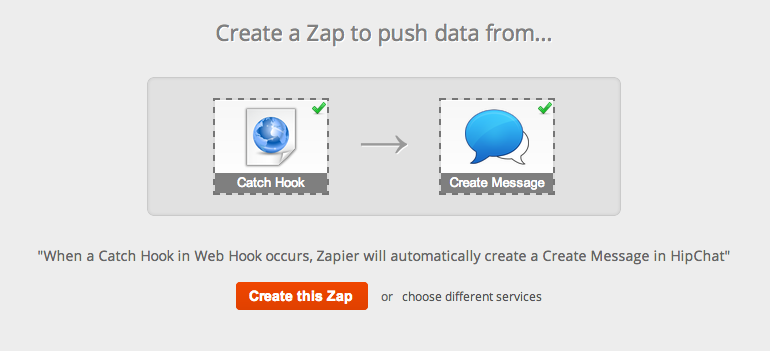 Create a Zap to push data from...
Catch Hook
Create Message
"When a Catch Hook in Web Hook occurs, Zapier will automatically create a Create Message in HipChat"
Create this Zap or choose different services